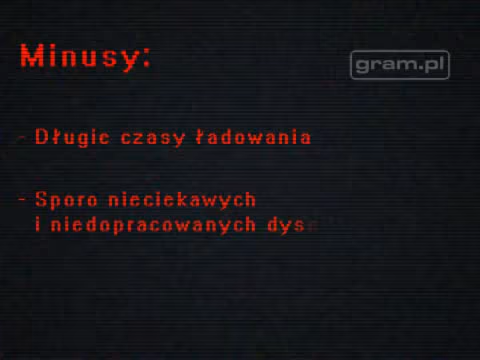 Minusy:
gram.pl
- Długie czasy ładowania
- Sporo nieciekawych
i niedopracowanych